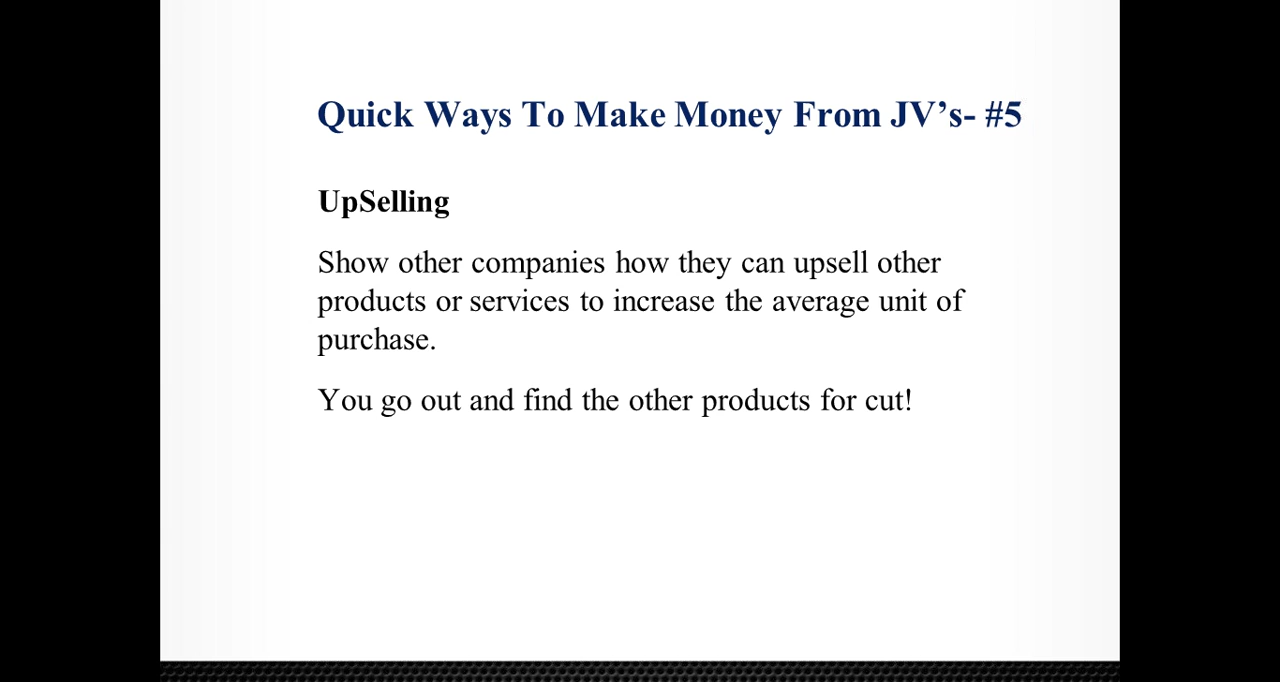 Quick Ways To Make Money From JV’s- #5
UpSelling
Show other companies how they can upsell other
products or services to increase the average unit of
purchase.
You go out and find the other products for cut!